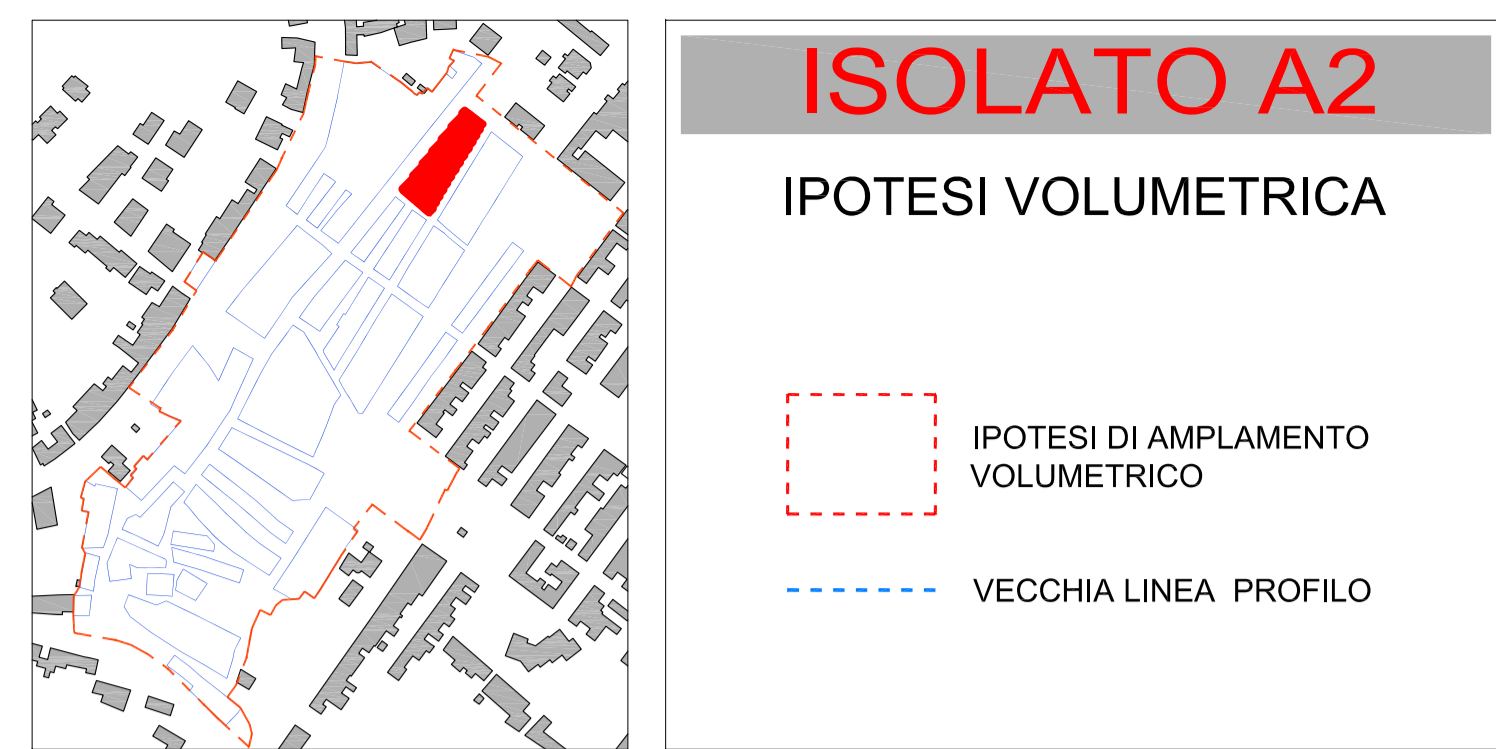 ISOLATO A2
IPOTESI VOLUMETRICA
IPOTESI DI AMPLAMENTO
VOLUMETRICO
VECCHIA LINEA PROFILO